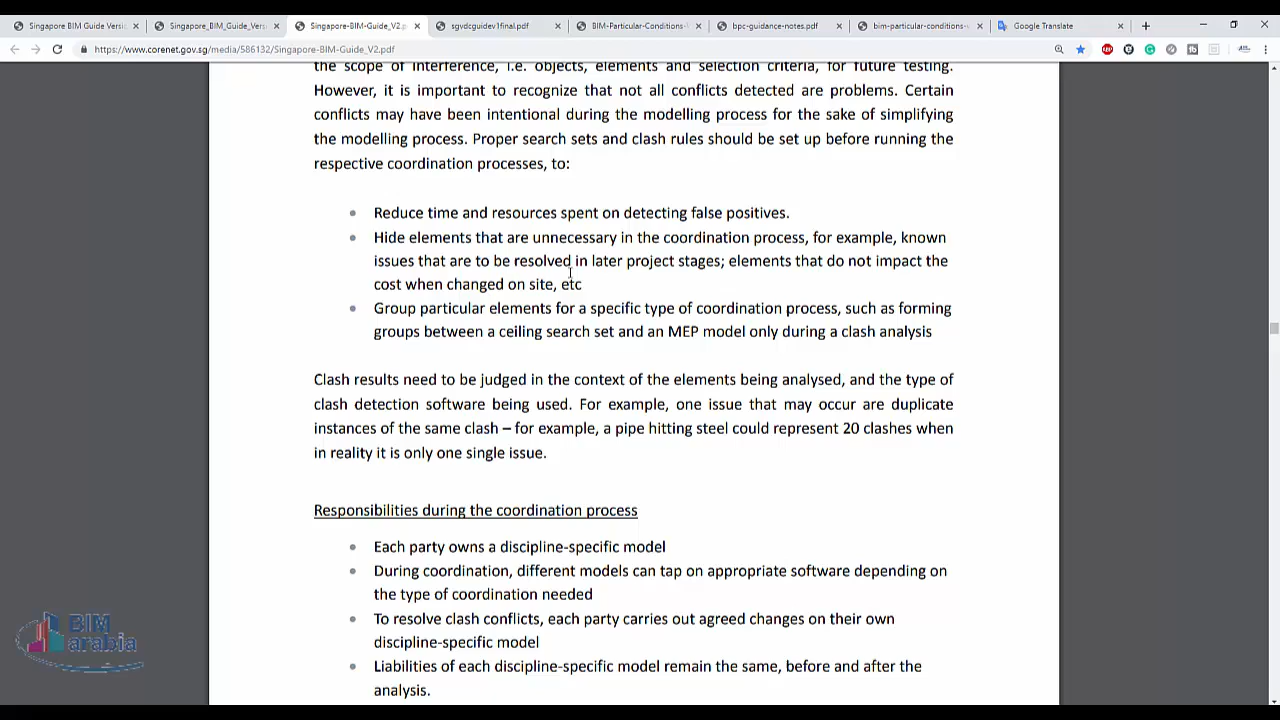 Singapore BIM Guide Versi
Singapore_BIM_Guide_Vers
Singapore-BIM-Guide_V2.p
sgvdcguidev1final.pdf
BIM-Particular-Conditions-
bpc-guidance-notes.pdf
bim-particular-conditions-v
Google Translate
https://www.corenet.gov.sg/media/586132/Singapore-BIM-Guide_V2.pdf
the scope of interference, i.e. objects, elements and selection criteria, for future testing.
However, it is important to recognize that not all conflicts detected are problems. Certain
conflicts may have been intentional during the modelling process for the sake of simplifying
the modelling process. Proper search sets and clash rules should be set up before running the
respective coordination processes, to:
• Reduce time and resources spent on detecting false positives.
• Hide elements that are unnecessary in the coordination process, for example, known
issues that are to be resolved in later project stages; elements that do not impact the
cost when changed on site, etc
• Group particular elements for a specific type of coordination process, such as forming
groups between a ceiling search set and an MEP model only during a clash analysis
Clash results need to be judged in the context of the elements being analysed, and the type of
clash detection software being used. For example, one issue that may occur are duplicate
instances of the same clash – for example, a pipe hitting steel could represent 20 clashes when
in reality it is only one single issue.
Responsibilities during the coordination process
• Each party owns a discipline-specific model
• During coordination, different models can tap on appropriate software depending on
the type of coordination needed
• To resolve clash conflicts, each party carries out agreed changes on their own
discipline-specific model
• Liabilities of each discipline-specific model remain the same, before and after the
analysis.
BIM
arabia